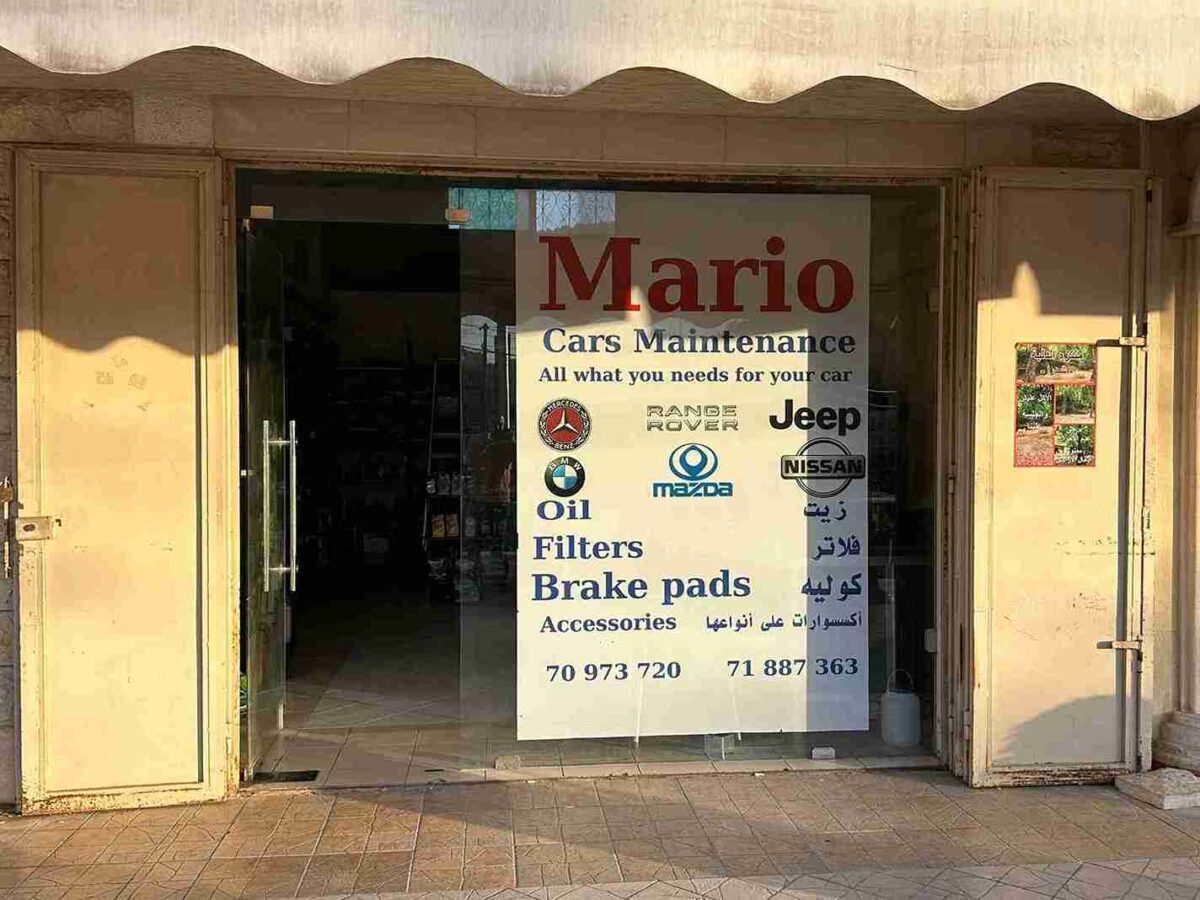 Mario
Cars Maintenance
All what you needs for your car
MERCEDES BENZ
RANGE ROVER
Jeep
BMW
mazda
NISSAN
Oil زيت
Filters فلاتر
Brake pads كوليه
Accessories أكسسوارات على أنواعها
70 973 720 71 887 363